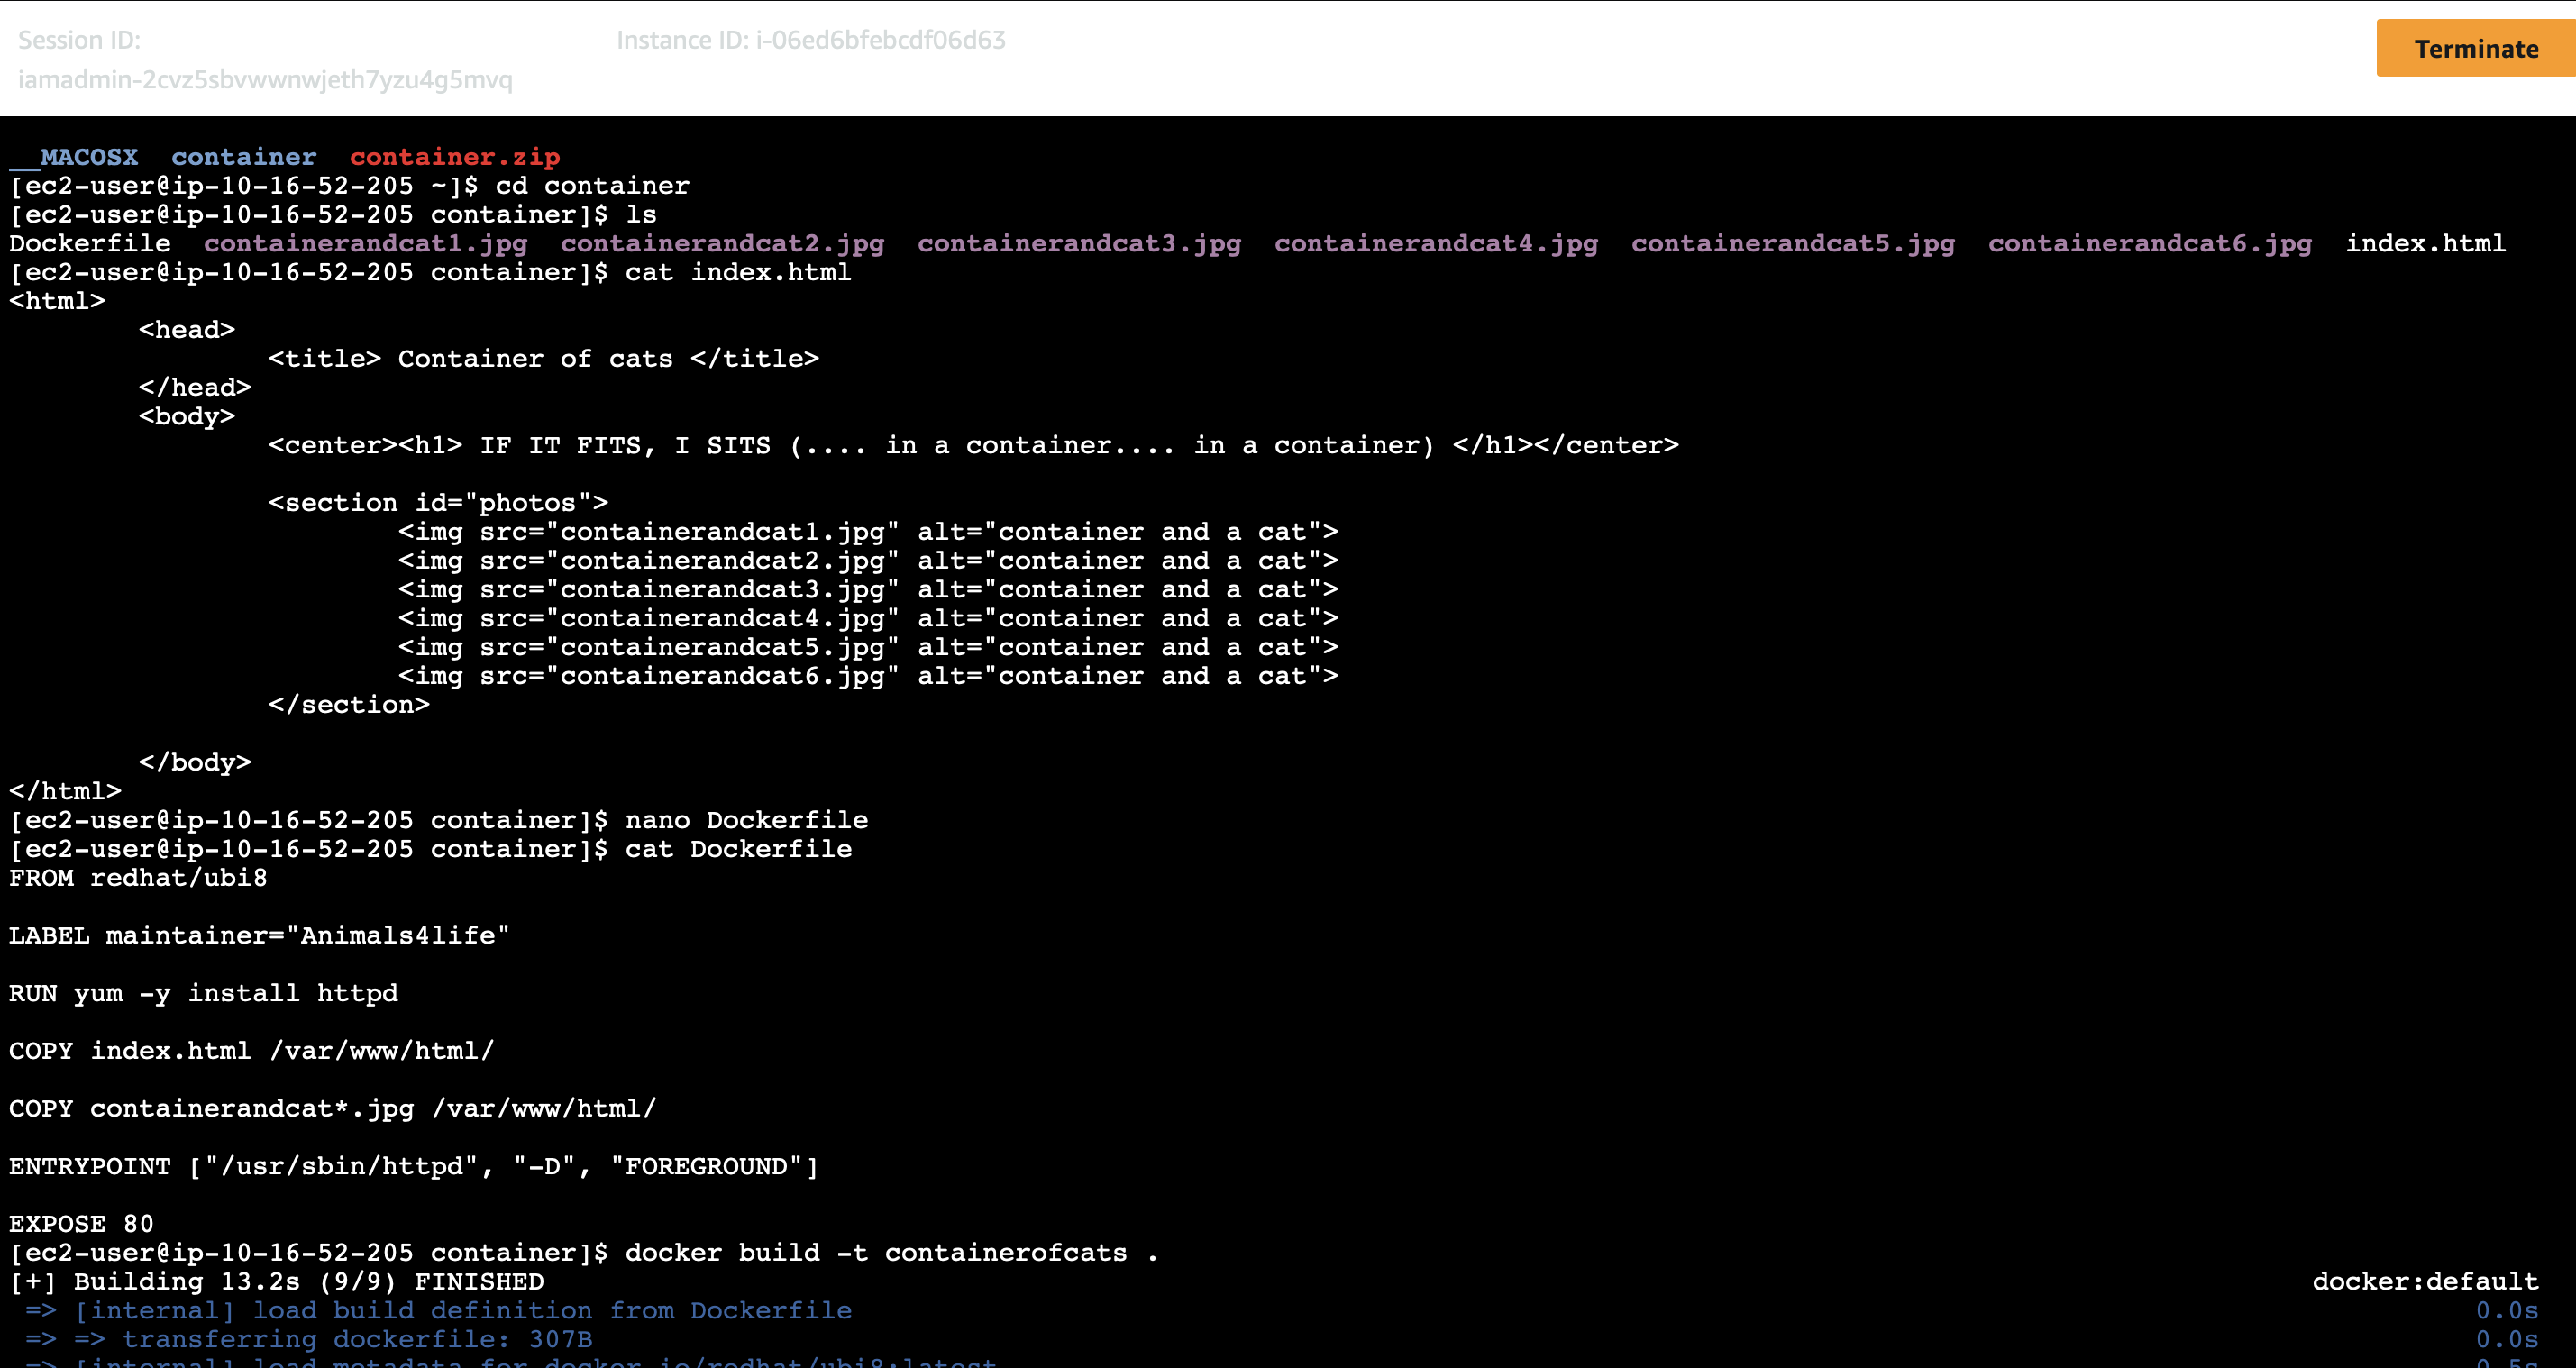 Session ID:
iamadmin-2cvz5sbvwwnwjeth7yzu4g5mvq
Instance ID: i-06ed6bfebcdf06d63
Terminate
__MACOSX  container  container.zip
[ec2-user@ip-10-16-52-205 ~]$ cd container
[ec2-user@ip-10-16-52-205 container]$ ls
Dockerfile  containerandcat1.jpg  containerandcat2.jpg  containerandcat3.jpg  containerandcat4.jpg  containerandcat5.jpg  containerandcat6.jpg  index.html
[ec2-user@ip-10-16-52-205 container]$ cat index.html
<html>
        <head>
                <title> Container of cats </title>
        </head>
        <body>
                <center><h1> IF IT FITS, I SITS (.... in a container.... in a container) </h1></center>
                <section id="photos">
                        <img src="containerandcat1.jpg" alt="container and a cat">
                        <img src="containerandcat2.jpg" alt="container and a cat">
                        <img src="containerandcat3.jpg" alt="container and a cat">
                        <img src="containerandcat4.jpg" alt="container and a cat">
                        <img src="containerandcat5.jpg" alt="container and a cat">
                        <img src="containerandcat6.jpg" alt="container and a cat">
                </section>
        </body>
</html>
[ec2-user@ip-10-16-52-205 container]$ nano Dockerfile
[ec2-user@ip-10-16-52-205 container]$ cat Dockerfile
FROM redhat/ubi8
LABEL maintainer="Animals4life"
RUN yum -y install httpd
COPY index.html /var/www/html/
COPY containerandcat*.jpg /var/www/html/
ENTRYPOINT ["/usr/sbin/httpd", "-D", "FOREGROUND"]
EXPOSE 80
[ec2-user@ip-10-16-52-205 container]$ docker build -t containerofcats .
[+] Building 13.2s (9/9) FINISHED docker:default
 => [internal] load build definition from Dockerfile 0.0s
 => => transferring dockerfile: 307B 0.0s
 => [internal] load metadata for docker.io/redhat/ubi8:latest 0.5s